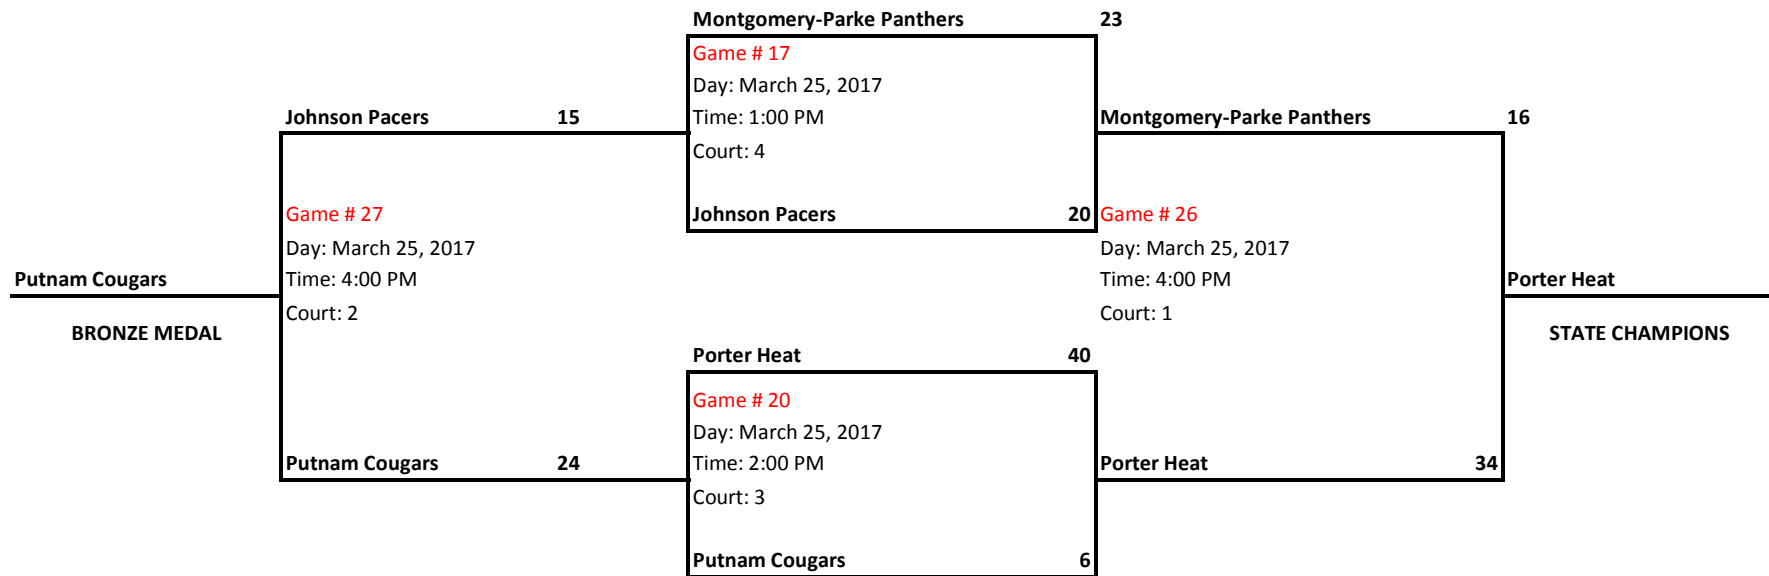 Montgomery-Parke Panthers 23
Game # 17
Day: March 25, 2017
Johnson Pacers 15 Time: 1:00 PM Montgomery-Parke Panthers 16
Court: 4
Game # 27 Johnson Pacers 20 Game # 26
Day: March 25, 2017 Day: March 25, 2017
Putnam Cougars Time: 4:00 PM Time: 4:00 PM Porter Heat
Court: 2 Court: 1
BRONZE MEDAL STATE CHAMPIONS
Porter Heat 40
Game # 20
Day: March 25, 2017
Putnam Cougars 24 Time: 2:00 PM Porter Heat 34
Court: 3
Putnam Cougars 6